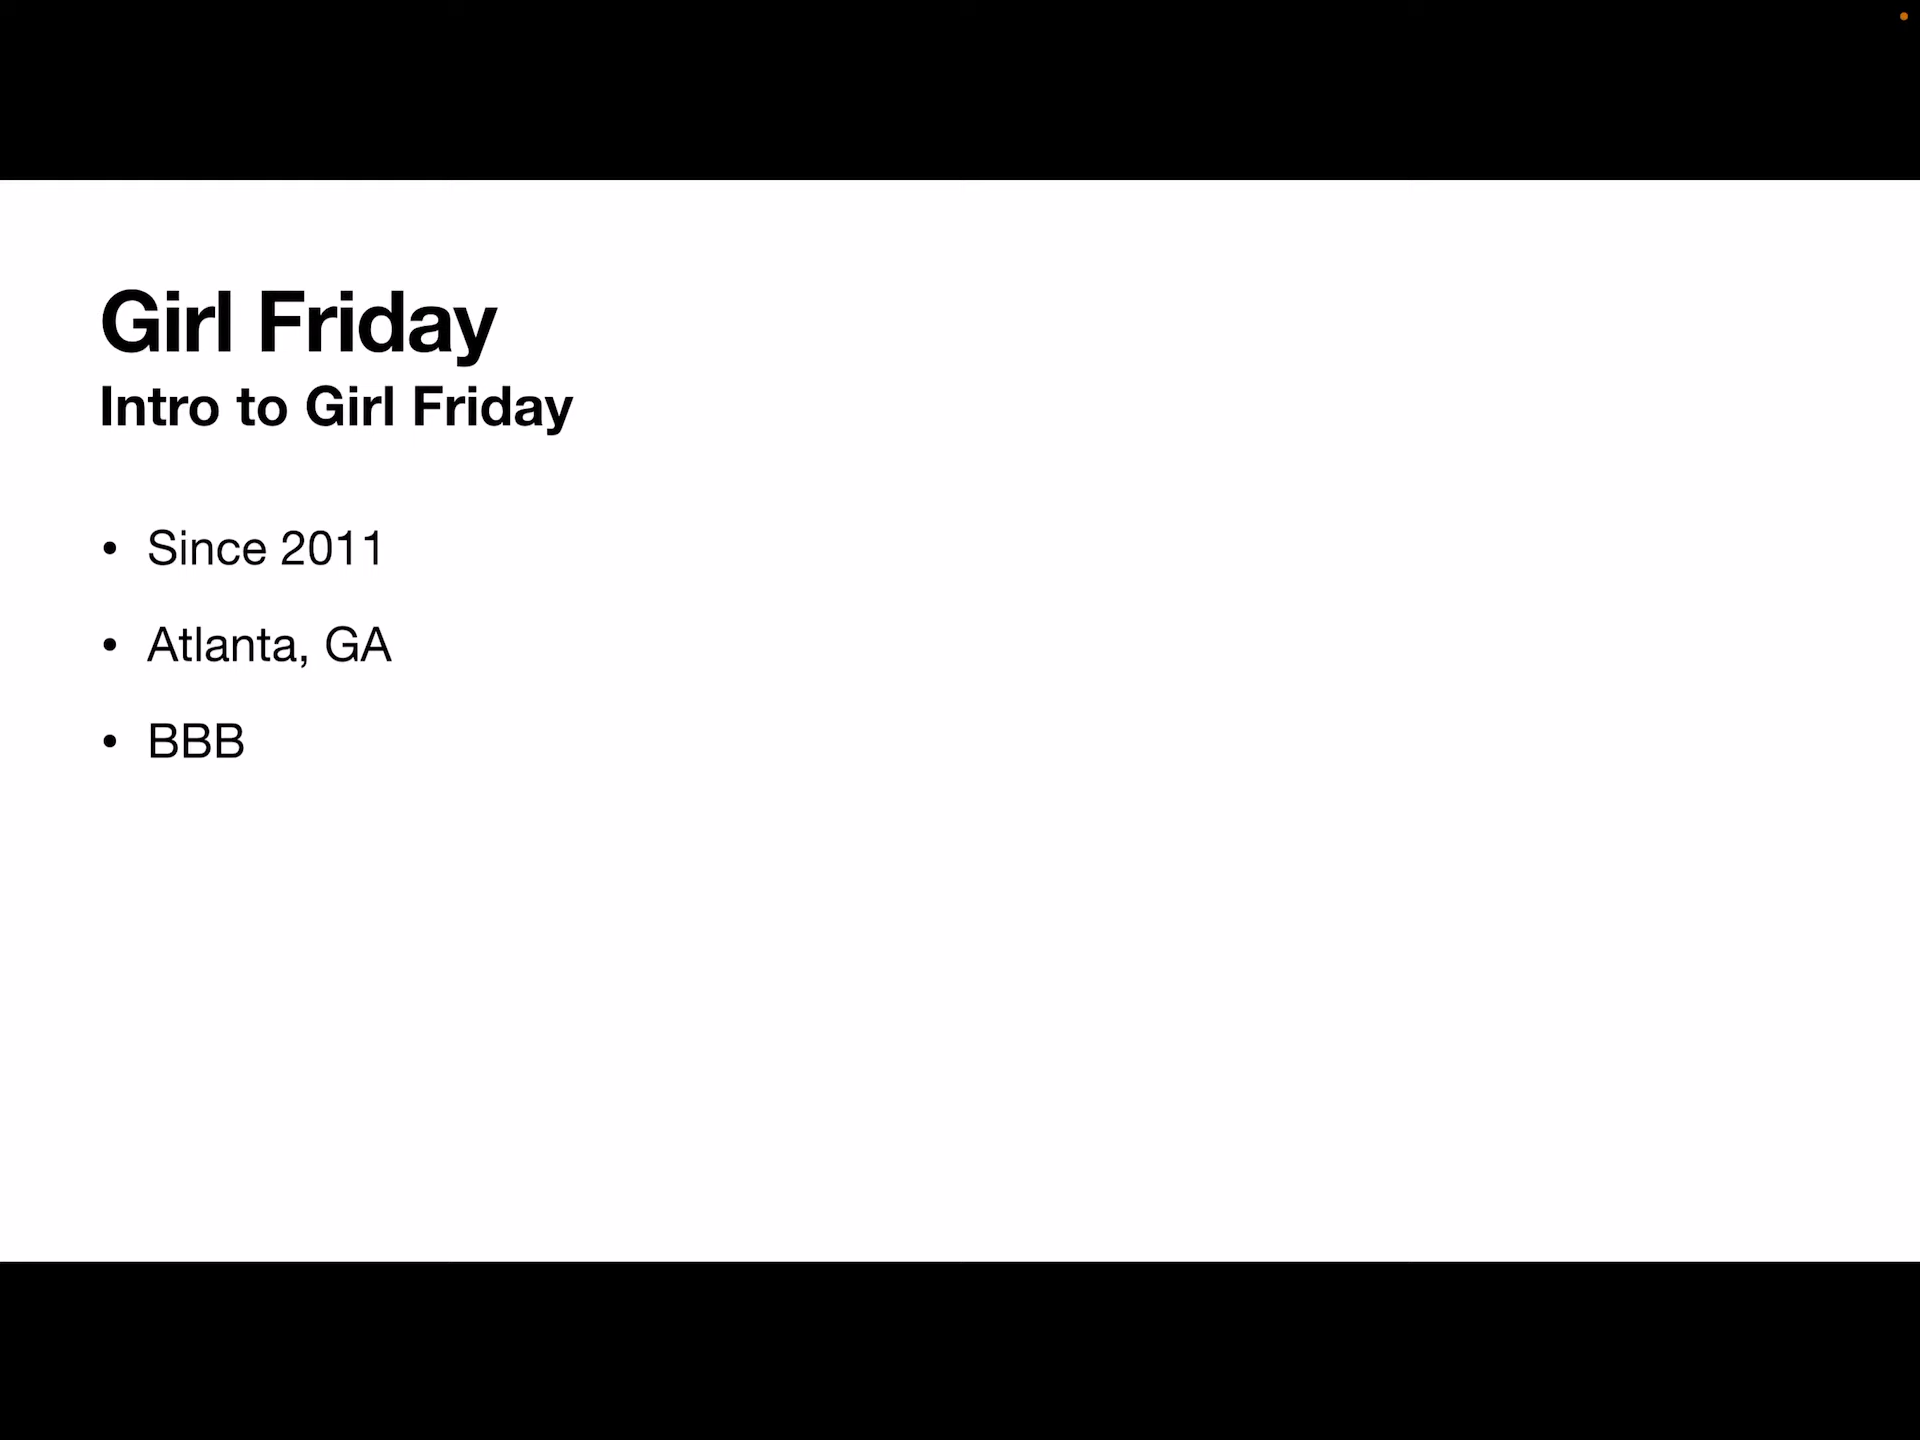 Girl Friday
Intro to Girl Friday
• Since 2011
• Atlanta, GA
• BBB